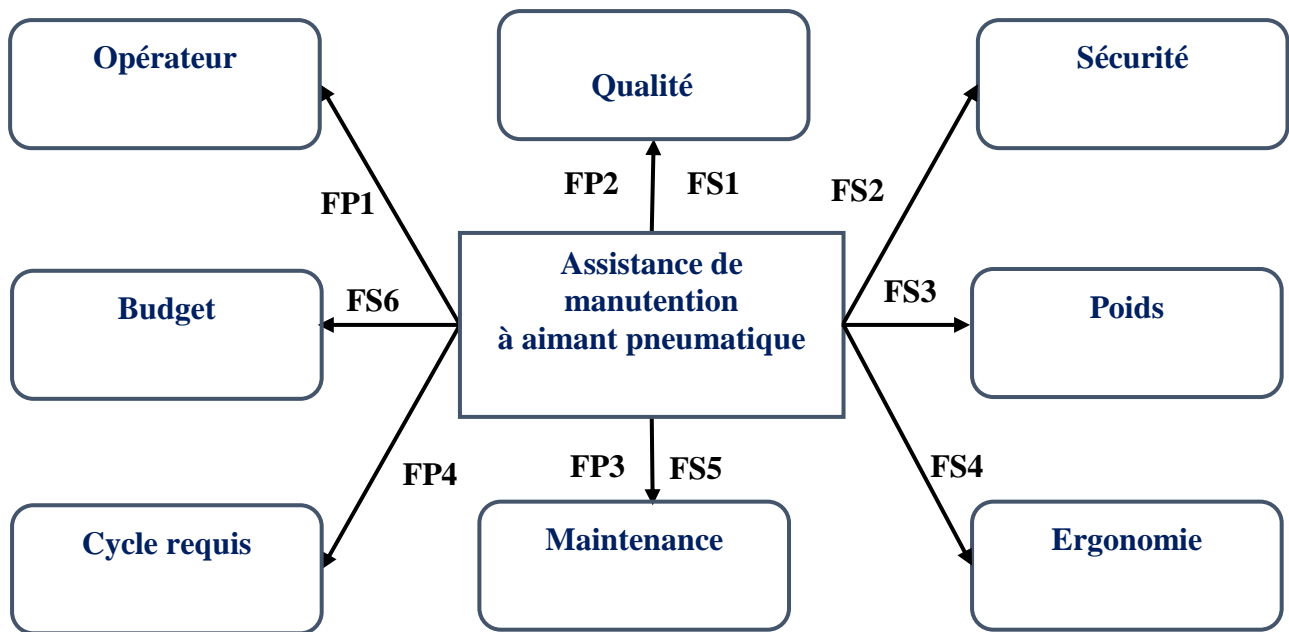 Opérateur
Qualité
Sécurité
FP1
FP2
FS1
FS2
Assistance de
manutention
à aimant pneumatique
Budget
FS6
FS3
Poids
FP4
FP3
FS5
FS4
Cycle requis
Maintenance
Ergonomie